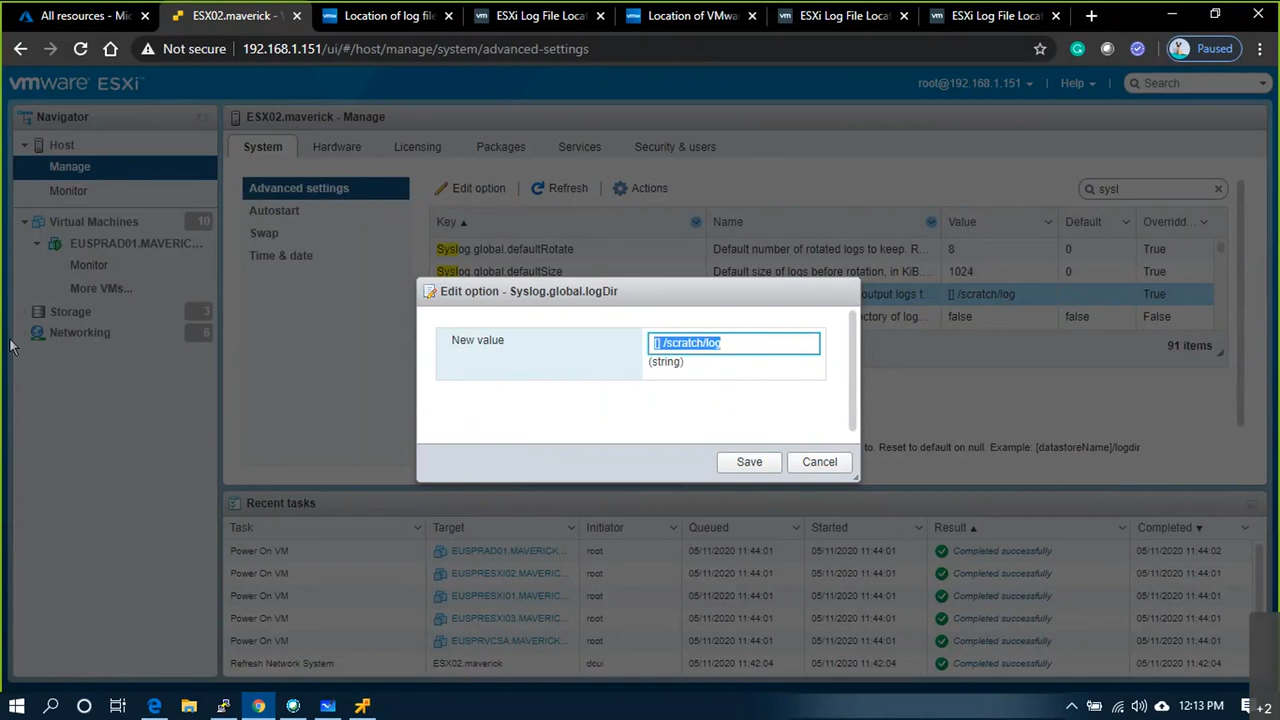 All resources - Mic
ESX02.maverick - V
Location of log file
ESXi Log File Locat
Location of VMwar
ESXi Log File Locat
ESXi Log File Locat
Not secure
192.168.1.151/ui/#/host/manage/system/advanced-settings
Paused
vmware ESXi
root@192.168.1.151
Help
Search
Navigator
ESX02.maverick - Manage
Host
System
Hardware
Licensing
Packages
Services
Security & users
Manage
Advanced settings
Edit option
Refresh
Actions
sysl
Monitor
Autostart
Virtual Machines
10
Key
Name
Value
Default
Overrid...
Swap
EUSPRAD01.MAVERIC...
Syslog.global.defaultRotate
Default number of rotated logs to keep. R...
8
0
True
Time & date
Monitor
Syslog.global.defaultSize
Default size of logs before rotation, in KiB.
1024
0
True
More VMs...
Edit option - Syslog.global.logDir
output logs t...
[] /scratch/log
True
Storage
3
ctory of log...
false
false
False
Networking
6
New value
[] /scratch/log
(string)
91 items
to. Reset to default on null. Example: [datastoreName]/logdir
Save
Cancel
Recent tasks
Task
Target
Initiator
Queued
Started
Result
Completed
Power On VM
EUSPRAD01.MAVERICK...
root
05/11/2020 11:44:01
05/11/2020 11:44:01
Completed successfully
05/11/2020 11:44:02
Power On VM
EUSPRESXI02.MAVERIC...
root
05/11/2020 11:44:01
05/11/2020 11:44:01
Completed successfully
05/11/2020 11:44:01
Power On VM
EUSPRESXI01.MAVERIC...
root
05/11/2020 11:44:01
05/11/2020 11:44:01
Completed successfully
05/11/2020 11:44:01
Power On VM
EUSPRESXI03.MAVERIC...
root
05/11/2020 11:44:01
05/11/2020 11:44:01
Completed successfully
05/11/2020 11:44:01
Power On VM
EUSPRVCSA.MAVERICK...
root
05/11/2020 11:44:01
05/11/2020 11:44:01
Completed successfully
05/11/2020 11:44:01
Refresh Network System
ESX02.maverick
dcui
05/11/2020 11:42:04
05/11/2020 11:42:04
Completed successfully
05/11/2020 11:42:04
12:13 PM
+2